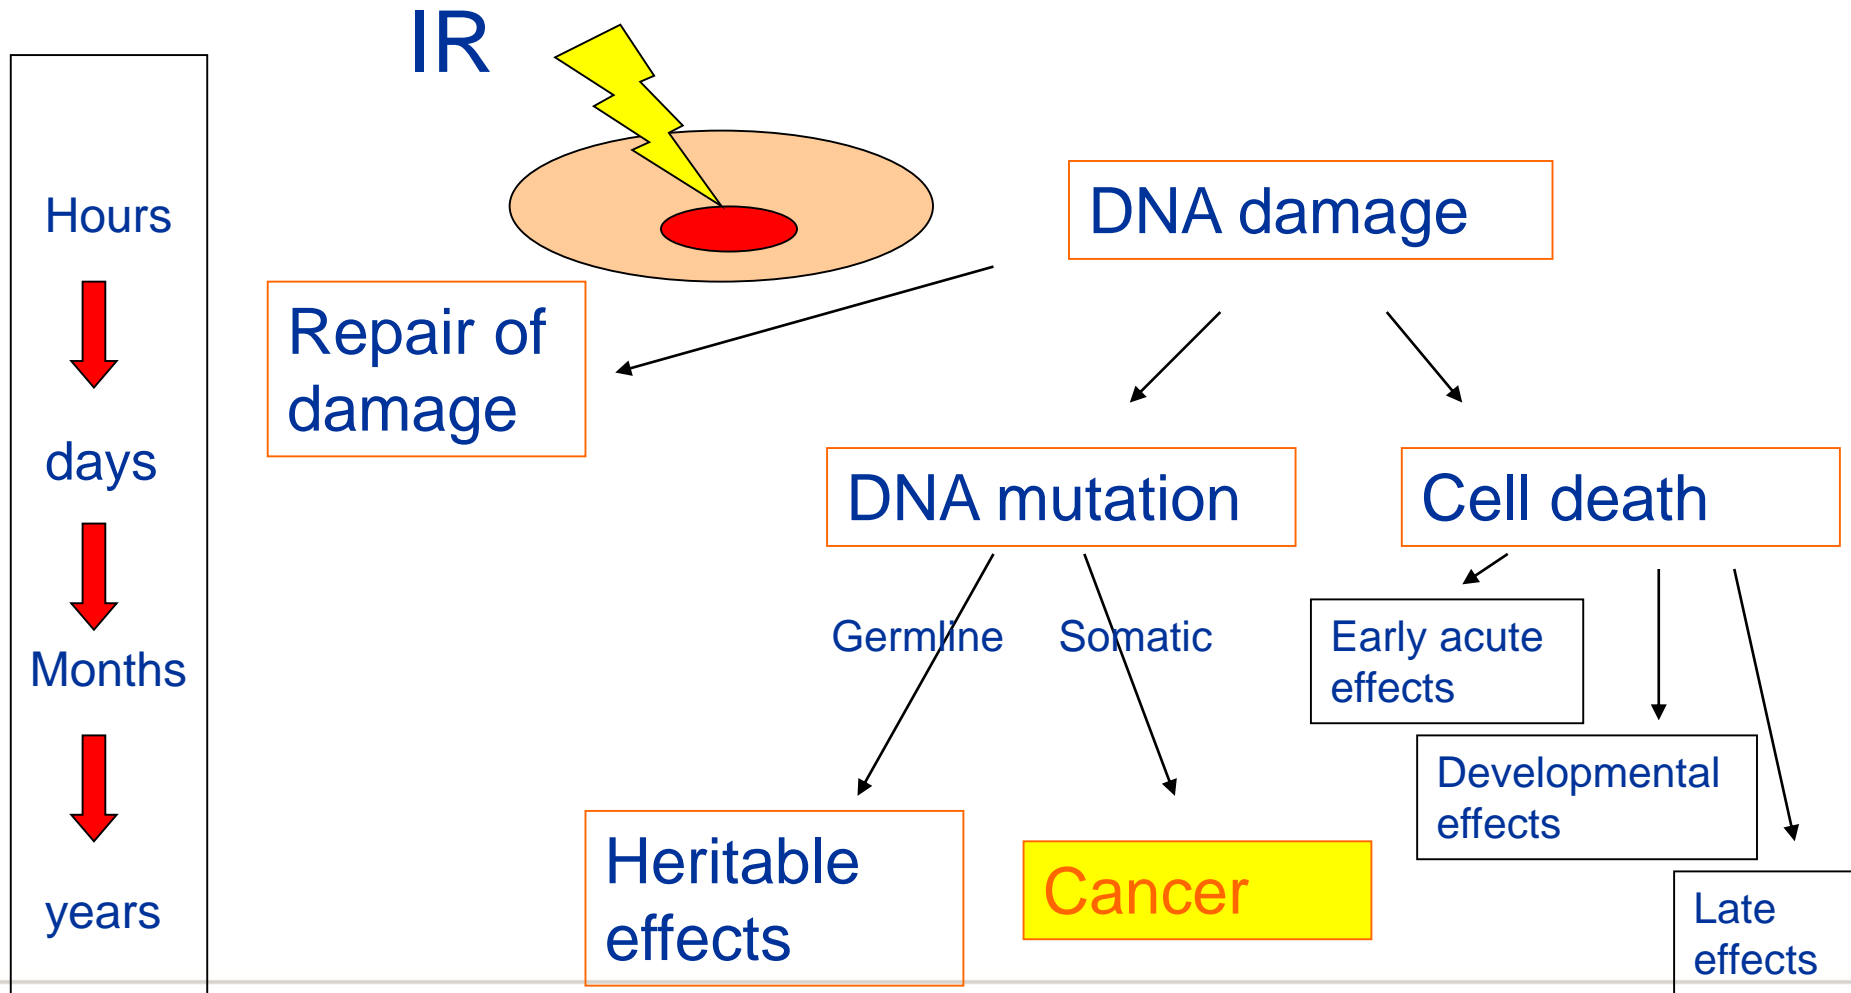 IR
Hours
days
Months
years
DNA damage
Repair of
damage
DNA mutation
Cell death
Germline
Somatic
Early acute
effects
Developmental
effects
Late
effects
Heritable
effects
Cancer